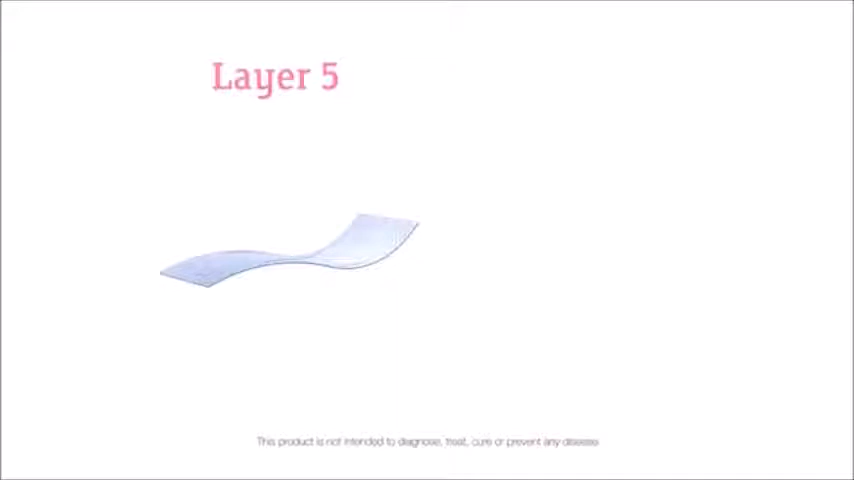 Layer 5
This product is not intended to diagnose, treat, cure or prevent any disease